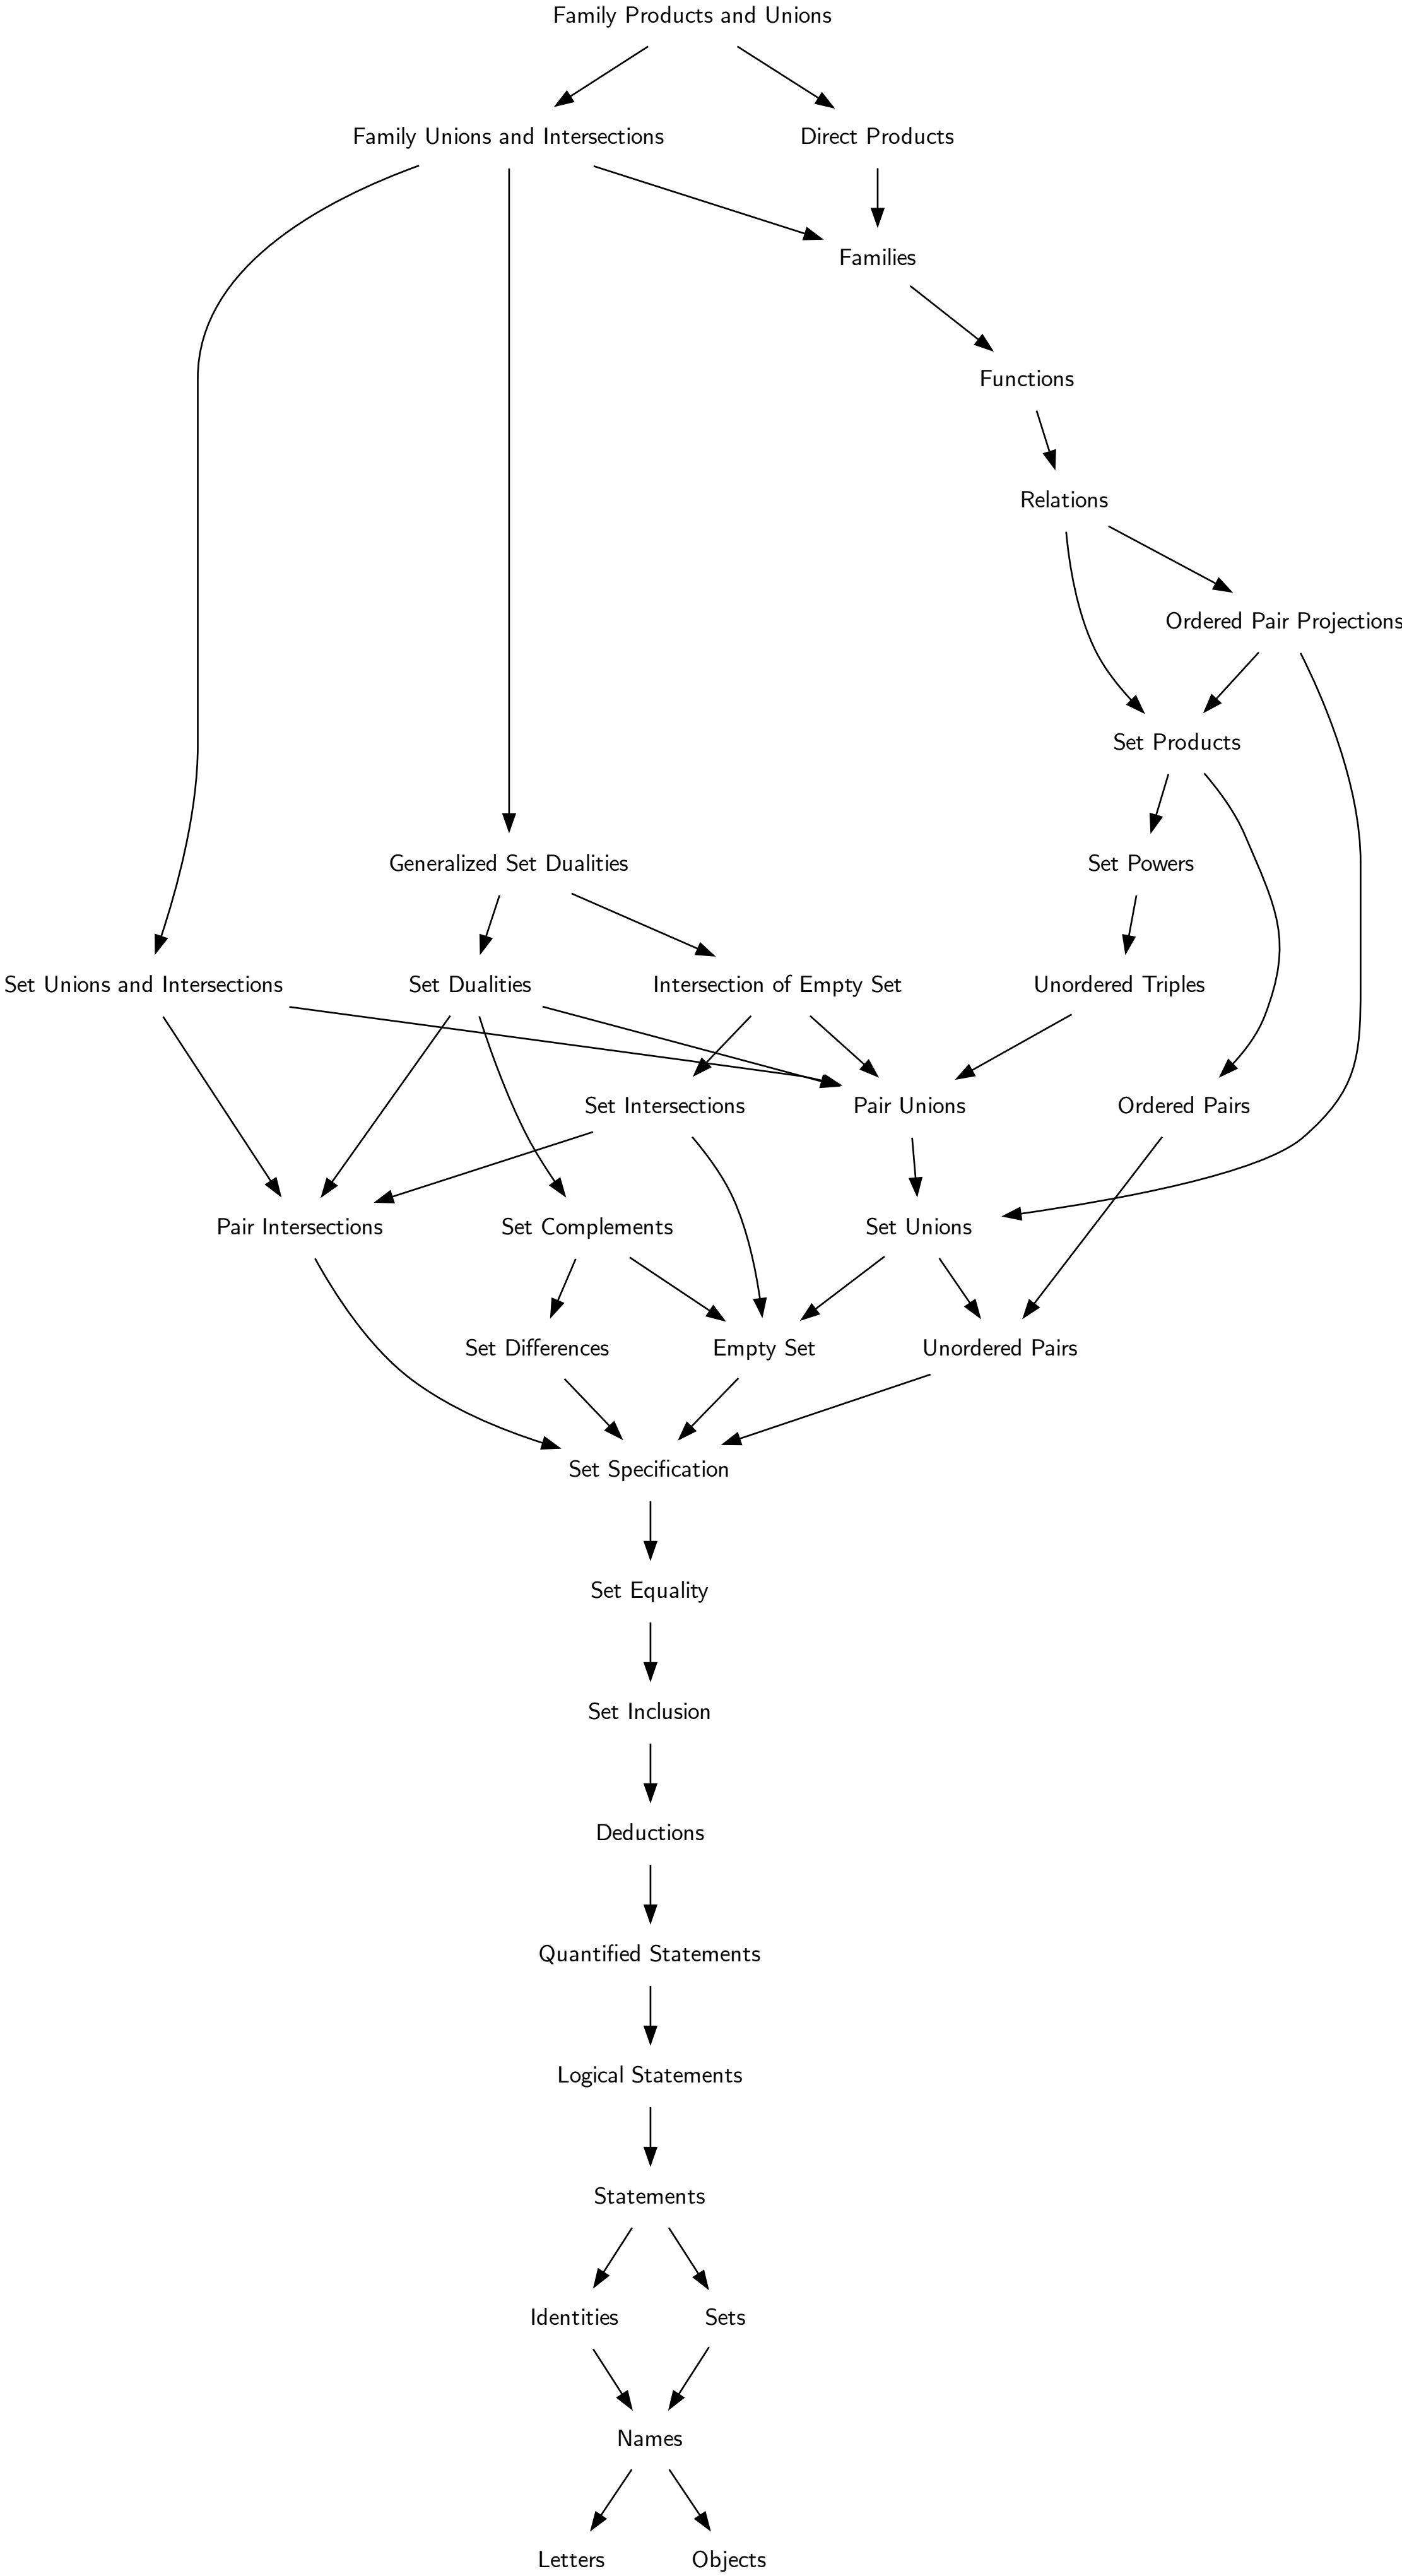 Family Products and Unions
Family Unions and Intersections
Direct Products
Families
Functions
Relations
Ordered Pair Projections
Set Products
Generalized Set Dualities
Set Powers
Set Unions and Intersections
Set Dualities
Intersection of Empty Set
Unordered Triples
Set Intersections
Pair Unions
Ordered Pairs
Pair Intersections
Set Complements
Set Unions
Set Differences
Empty Set
Unordered Pairs
Set Specification
Set Equality
Set Inclusion
Deductions
Quantified Statements
Logical Statements
Statements
Identities
Sets
Names
Letters
Objects